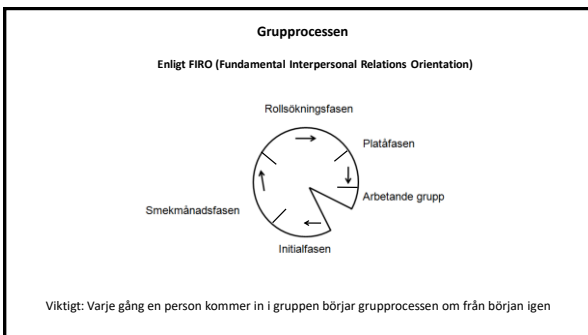 Grupprocessen
Enligt FIRO (Fundamental Interpersonal Relations Orientation)
Rollsökningsfasen
Platåfasen
Arbetande grupp
Smekmånadsfasen
Initialfasen
Viktigt: Varje gång en person kommer in i gruppen börjar grupprocessen om från början igen